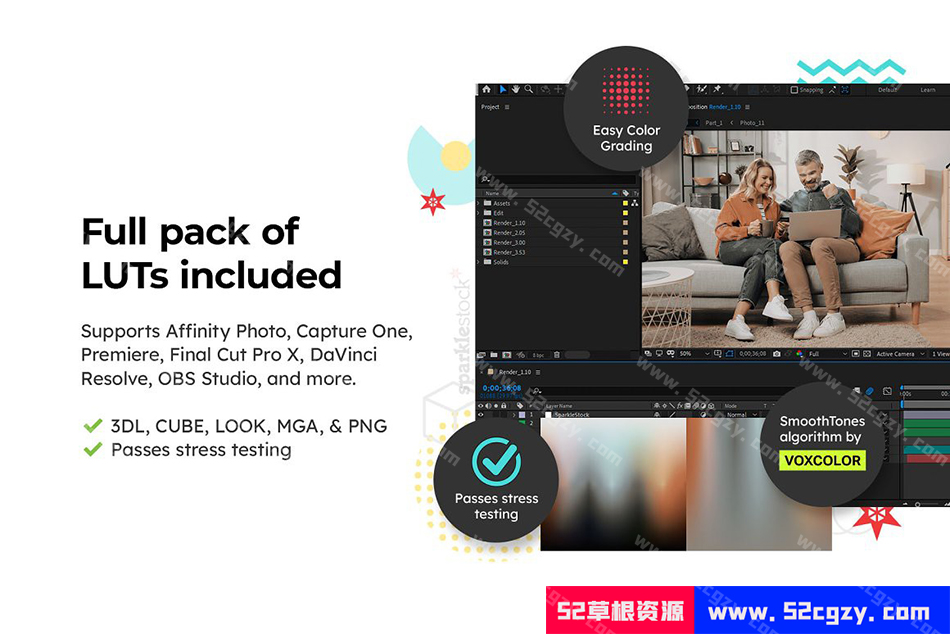 Full pack of
LUTs included
Supports Affinity Photo, Capture One,
Premiere, Final Cut Pro X, DaVinci
Resolve, OBS Studio, and more.
3DL, CUBE, LOOK, MGA, & PNG
Passes stress testing
Easy Color
Grading
Snapping
Default
Learn
Project
Render_1.10
Part_1
Photo_11
Name
Assets
Edit
Render_1.10
Render_2.05
Render_3.00
Render_3.53
Solids
8 bpc
50%
0;00;36;08
Full
Active Camera
1 View
Render_1.10
0;00;36;08
Layer Name
Mode
SparkleStock
Normal
sparklestock
Passes stress
testing
SmoothTones
algorithm by
VOXCOLOR
www.52cgzy.com
52草根资源
www.52cgzy.com